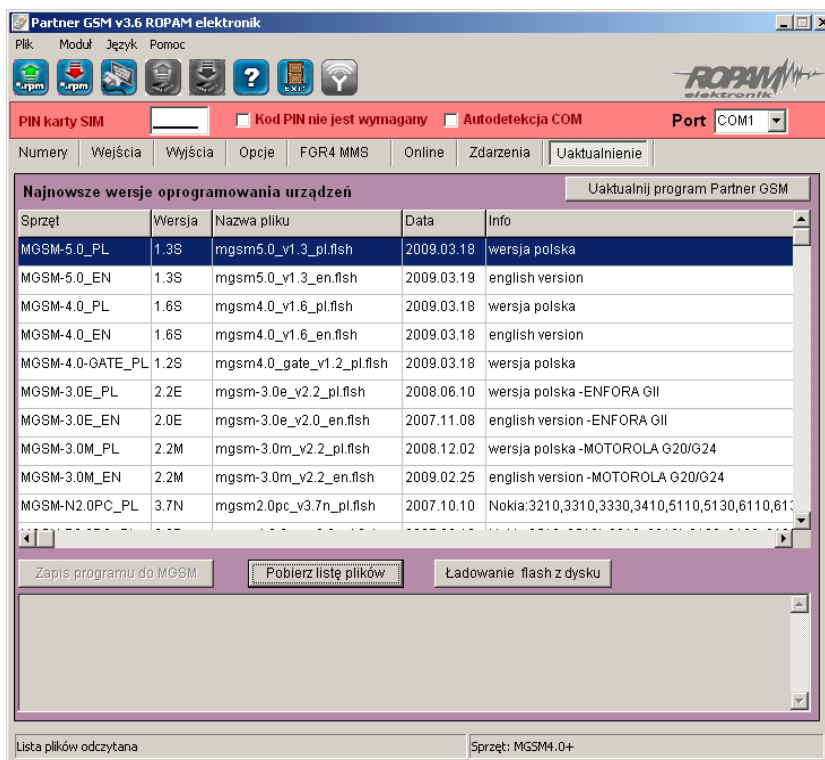 Partner GSM v3.6 ROPAM elektronik
Plik Moduł Język Pomoc
.rpm .rpm ? EXIT ROPAM
elektronik
PIN karty SIM Kod PIN nie jest wymagany Autodetekcja COM Port COM1
Numery Wejścia Wyjścia Opcje FGR4 MMS Online Zdarzenia Uaktualnienie
Najnowsze wersje oprogramowania urządzeń Uaktualnij program Partner GSM
Sprzęt Wersja Nazwa pliku Data Info
MGSM-5.0_PL 1.3S mgsm5.0_v1.3_pl.flsh 2009.03.18 wersja polska
MGSM-5.0_EN 1.3S mgsm5.0_v1.3_en.flsh 2009.03.19 english version
MGSM-4.0_PL 1.6S mgsm4.0_v1.6_pl.flsh 2009.03.18 wersja polska
MGSM-4.0_EN 1.6S mgsm4.0_v1.6_en.flsh 2009.03.18 english version
MGSM-4.0-GATE_PL 1.2S mgsm4.0_gate_v1.2_pl.flsh 2009.03.18 wersja polska
MGSM-3.0E_PL 2.2E mgsm-3.0e_v2.2_pl.flsh 2008.06.10 wersja polska -ENFORA GII
MGSM-3.0E_EN 2.0E mgsm-3.0e_v2.0_en.flsh 2007.11.08 english version -ENFORA GII
MGSM-3.0M_PL 2.2M mgsm-3.0m_v2.2_pl.flsh 2008.12.02 wersja polska -MOTOROLA G20/G24
MGSM-3.0M_EN 2.2M mgsm-3.0m_v2.2_en.flsh 2009.02.25 english version -MOTOROLA G20/G24
MGSM-N2.0PC_PL 3.7N mgsm2.0pc_v3.7n_pl.flsh 2007.10.10 Nokia:3210,3310,3330,3410,5110,5130,6110,61
Zapis programu do MGSM Pobierz listę plików Ładowanie flash z dysku
Lista plików odczytana Sprzęt: MGSM4.0+